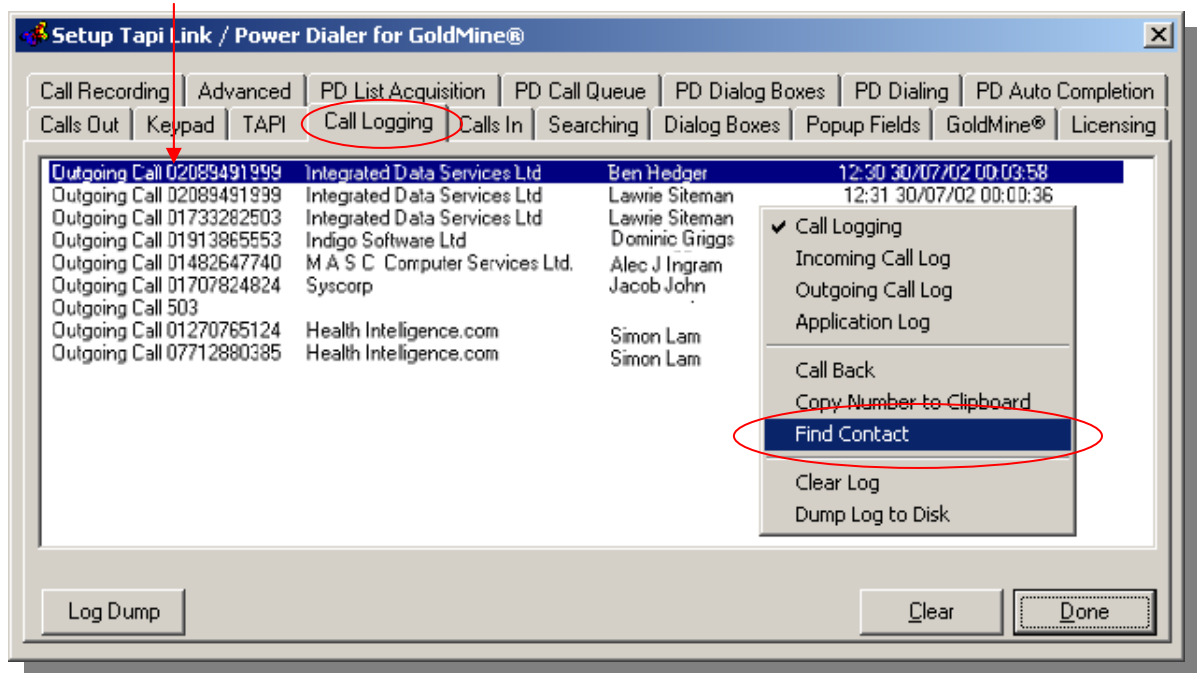 Setup Tapi Link / Power Dialer for GoldMine®
Call Recording Advanced PD List Acquisition PD Call Queue PD Dialog Boxes PD Dialing PD Auto Completion
Calls Out Keypad TAPI Call Logging Calls In Searching Dialog Boxes Popup Fields GoldMine® Licensing
Outgoing Call 02089491999 Integrated Data Services Ltd Ben Hedger 12:30 30/07/02 00:03:58
Outgoing Call 02089491999 Integrated Data Services Ltd Lawrie Siteman 12:31 30/07/02 00:00:36
Outgoing Call 01733282503 Integrated Data Services Ltd Lawrie Siteman
Outgoing Call 01913865553 Indigo Software Ltd Dominic Griggs
Outgoing Call 01482647740 M A S C Computer Services Ltd. Alec J Ingram
Outgoing Call 01707824824 Syscorp Jacob John
Outgoing Call 503
Outgoing Call 01270765124 Health Inteligence.com Simon Lam
Outgoing Call 07712880385 Health Inteligence.com Simon Lam
Call Logging
Incoming Call Log
Outgoing Call Log
Application Log
Call Back
Copy Number to Clipboard
Find Contact
Clear Log
Dump Log to Disk
Log Dump Clear Done